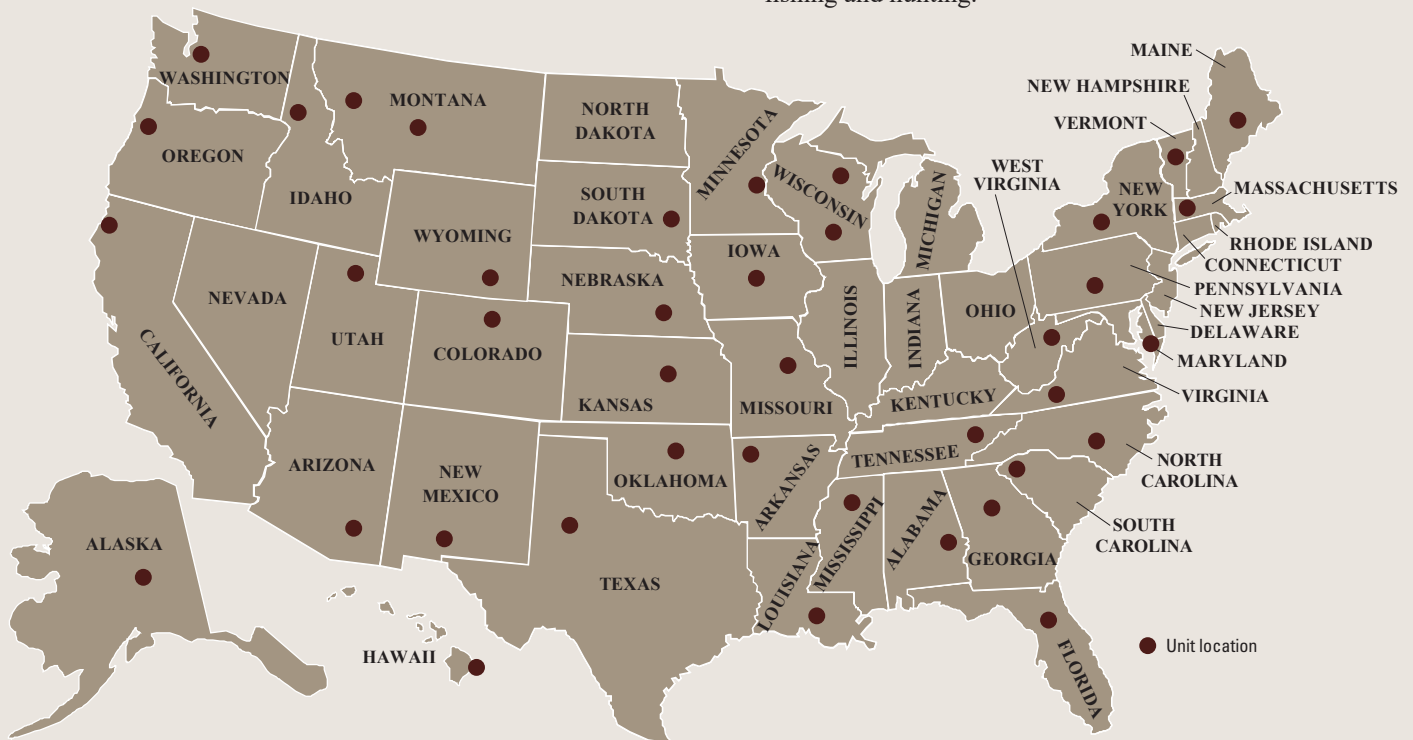 fishing and hunting.
MAINE
NEW HAMPSHIRE
VERMONT
WASHINGTON
MONTANA
NORTH
DAKOTA
MINNESOTA
OREGON
IDAHO
SOUTH
DAKOTA
WISCONSIN
MICHIGAN
WEST
VIRGINIA
NEW
YORK
MASSACHUSETTS
RHODE ISLAND
CONNECTICUT
PENNSYLVANIA
NEW JERSEY
DELAWARE
MARYLAND
VIRGINIA
WYOMING
IOWA
NEBRASKA
NEVADA
UTAH
COLORADO
CALIFORNIA
ILLINOIS
INDIANA
OHIO
KANSAS
MISSOURI
KENTUCKY
ARIZONA
NEW
MEXICO
OKLAHOMA
ARKANSAS
TENNESSEE
NORTH
CAROLINA
SOUTH
CAROLINA
ALASKA
TEXAS
LOUISIANA
MISSISSIPPI
ALABAMA
GEORGIA
HAWAII
FLORIDA
Unit location